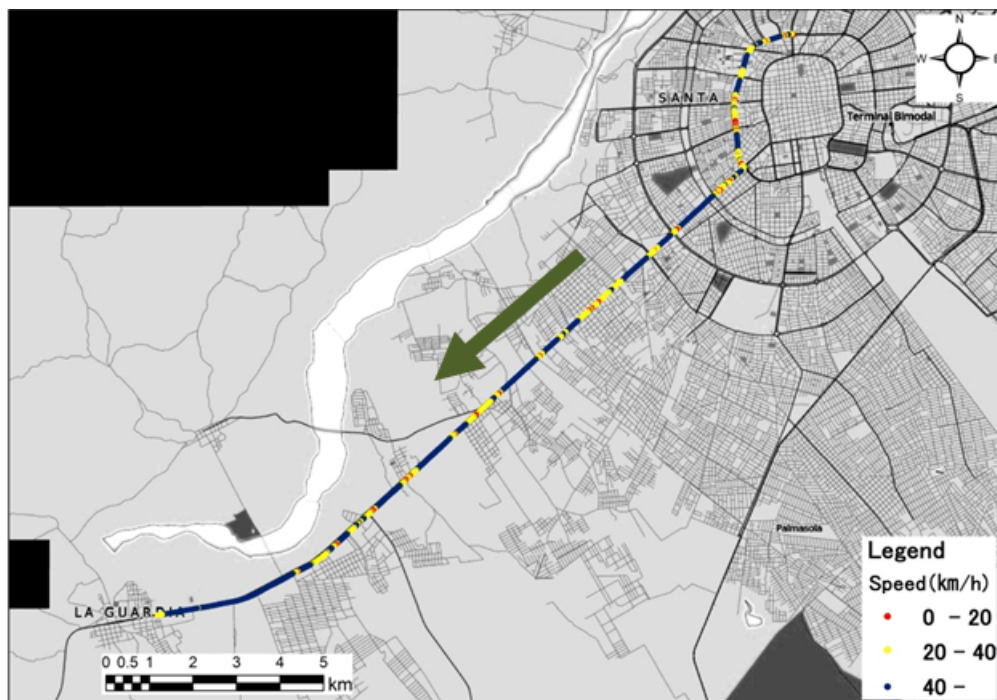 N
W E
S
SANTA
Terminal Bimodal
Palmasola
LA GUARDIA
0 0.5 1 2 3 4 5
km
Legend
Speed(km/h)
0 - 20
20 - 40
40 -